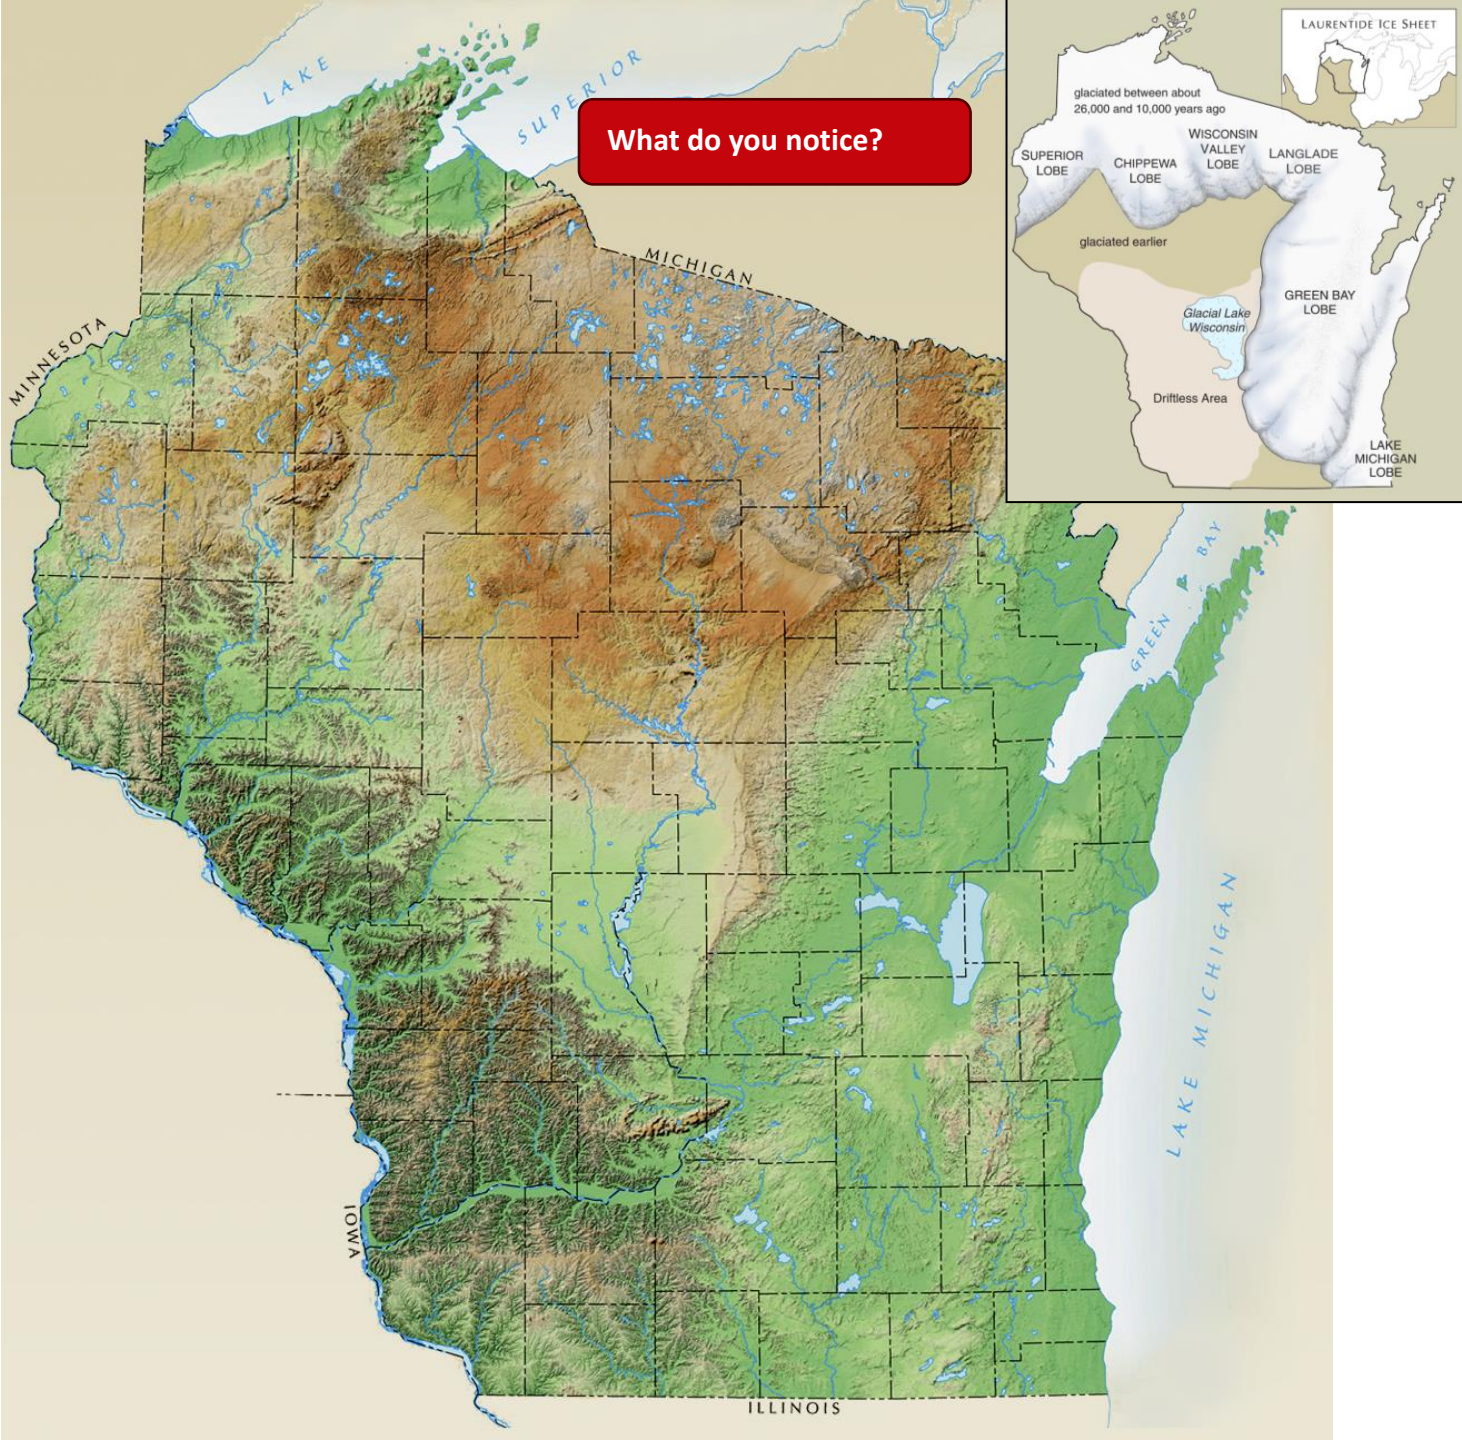 LAKE
SUPERIOR
What do you notice?
MICHIGAN
MINNESOTA
GREEN BAY
LAKE MICHIGAN
IOWA
ILLINOIS
LAURENTIDE ICE SHEET
glaciated between about
26,000 and 10,000 years ago
SUPERIOR
LOBE
CHIPPEWA
LOBE
WISCONSIN
VALLEY
LOBE
LANGLADE
LOBE
glaciated earlier
GREEN BAY
LOBE
Glacial Lake
Wisconsin
Driftless Area
LAKE
MICHIGAN
LOBE